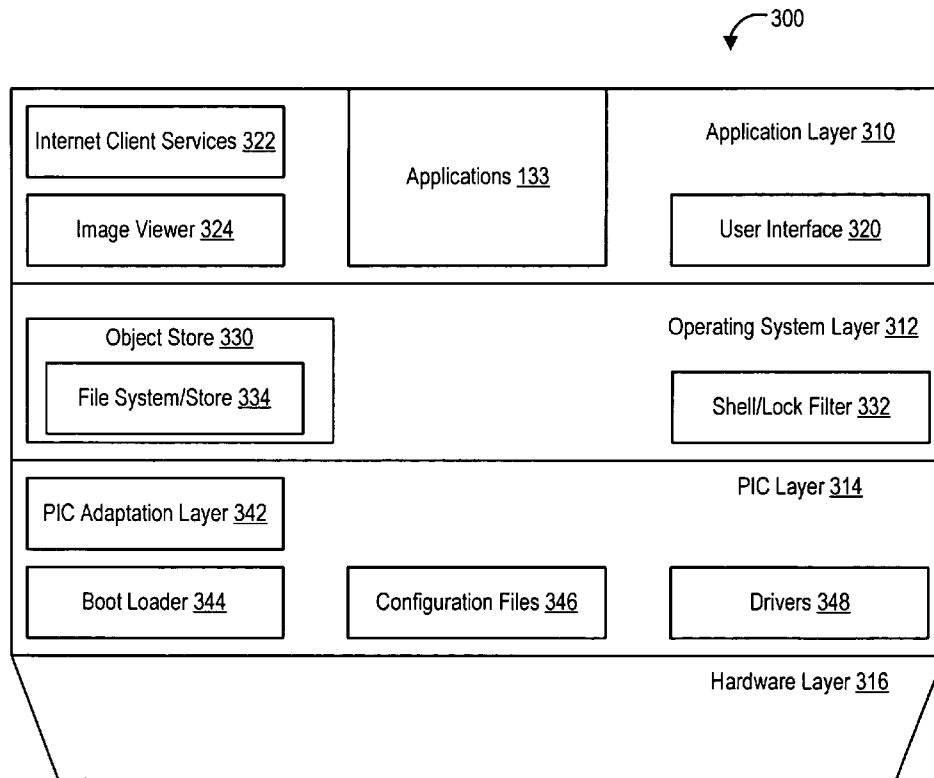 300
Internet Client Services 322
Applications 133
Application Layer 310
Image Viewer 324
User Interface 320
Object Store 330
Operating System Layer 312
File System/Store 334
Shell/Lock Filter 332
PIC Layer 314
PIC Adaptation Layer 342
Boot Loader 344
Configuration Files 346
Drivers 348
Hardware Layer 316